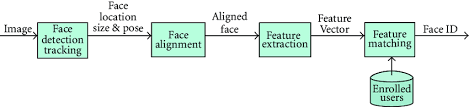 Image
Face
detection
tracking
Face
location
size & pose
Face
alignment
Aligned
face
Feature
extraction
Feature
Vector
Feature
matching
Face ID
Enrolled
users